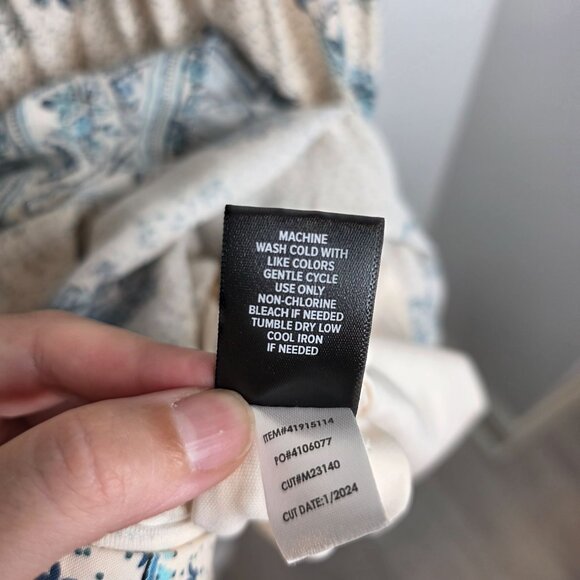 MACHINE
WASH COLD WITH
LIKE COLORS
GENTLE CYCLE
USE ONLY
NON-CHLORINE
BLEACH IF NEEDED
TUMBLE DRY LOW
COOL IRON
IF NEEDED
ITEM#41915114
PO#4106077
CUT#M23140
CUT DATE:1/2024